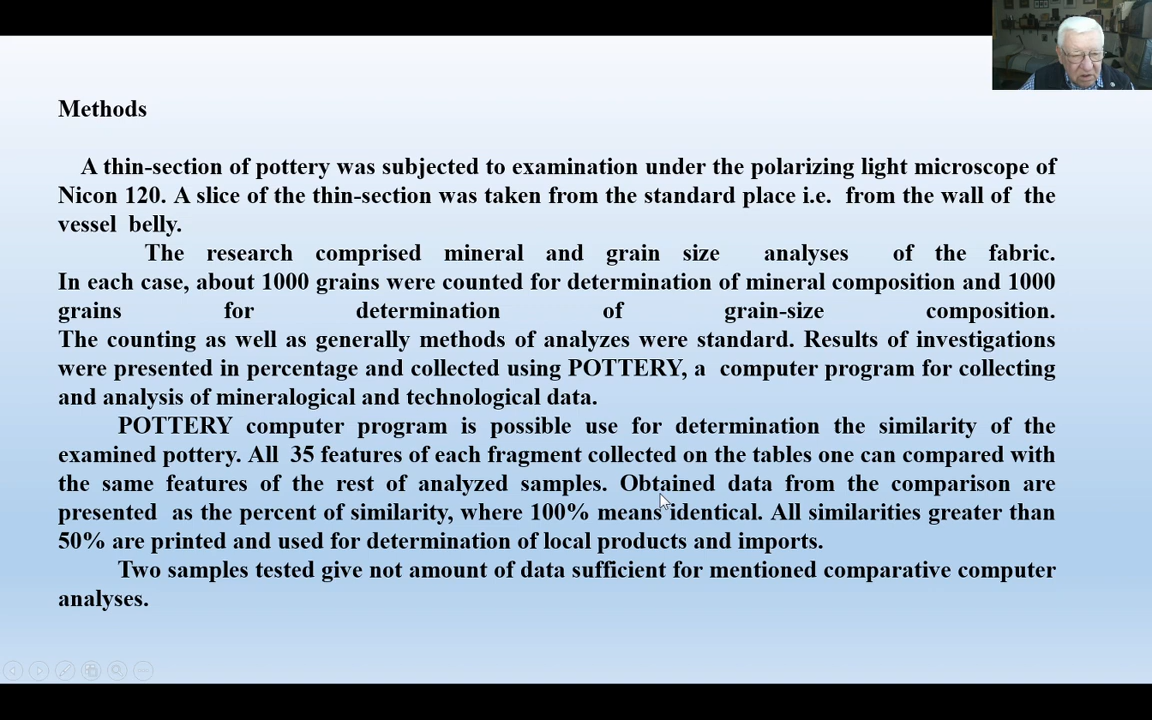 Methods
A thin-section of pottery was subjected to examination under the polarizing light microscope of
Nicon 120. A slice of the thin-section was taken from the standard place i.e. from the wall of the
vessel belly.
The research comprised mineral and grain size analyses of the fabric.
In each case, about 1000 grains were counted for determination of mineral composition and 1000
grains for determination of grain-size composition.
The counting as well as generally methods of analyzes were standard. Results of investigations
were presented in percentage and collected using POTTERY, a computer program for collecting
and analysis of mineralogical and technological data.
POTTERY computer program is possible use for determination the similarity of the
examined pottery. All 35 features of each fragment collected on the tables one can compared with
the same features of the rest of analyzed samples. Obtained data from the comparison are
presented as the percent of similarity, where 100% means identical. All similarities greater than
50% are printed and used for determination of local products and imports.
Two samples tested give not amount of data sufficient for mentioned comparative computer
analyses.